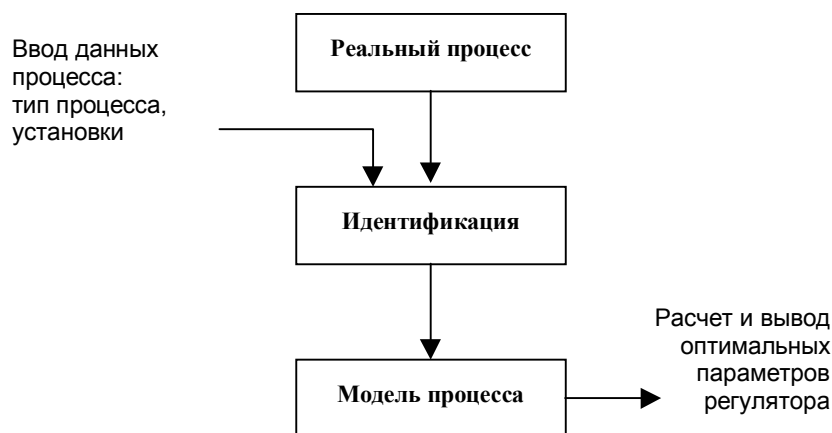 Реальный процесс
Ввод данных
процесса:
тип процесса,
установки
Идентификация
Модель процесса
Расчет и вывод
оптимальных
параметров
регулятора